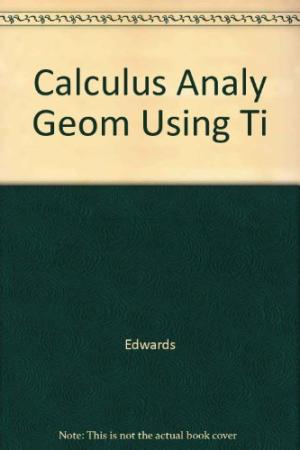 Calculus Analy
Geom Using Ti
Edwards
Note: This is not the actual book cover